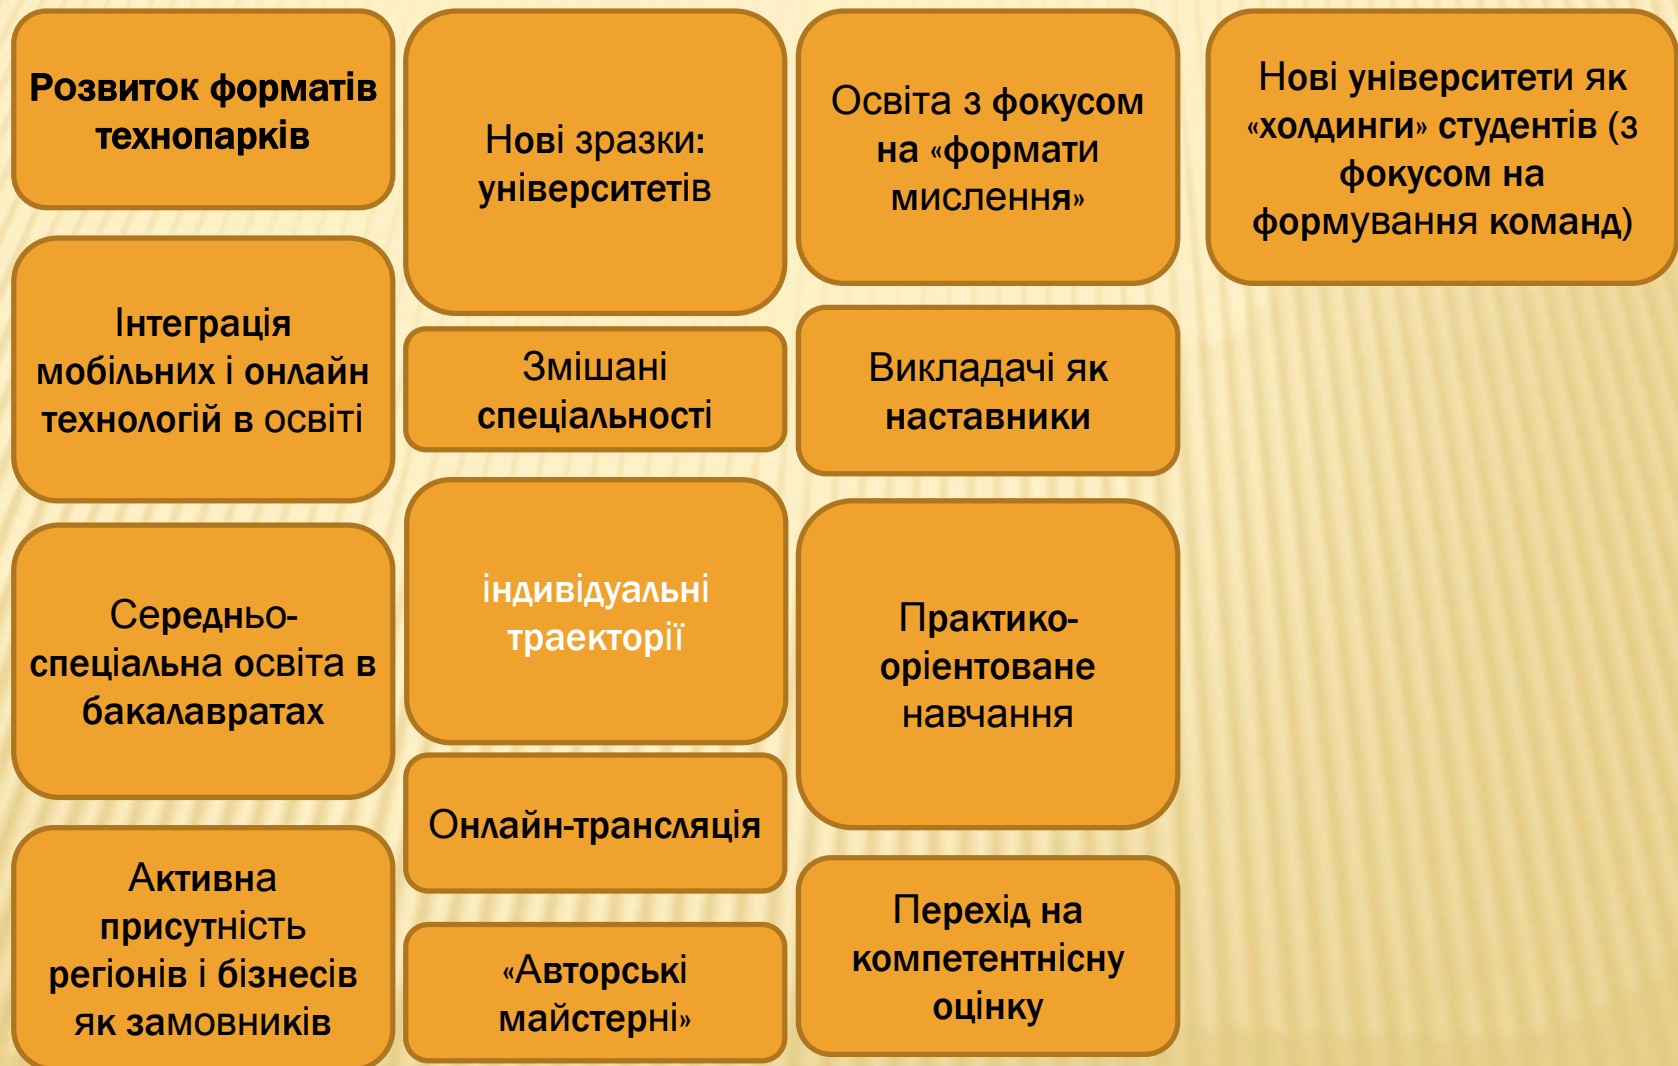 Розвиток форматів
технопарків
Інтеграція
мобільних і онлайн
технологій в освіті
Середньо-
спеціальна освіта в
бакалавратах
Активна
присутність
регіонів і бізнесів
як замовників
Нові зразки:
університетів
Змішані
спеціальності
індивідуальні
траекторії
Онлайн-трансляція
«Авторські
майстерні»
Освіта з фокусом
на «формати
мислення»
Викладачі як
наставники
Практико-
оріентоване
навчання
Перехід на
компетентнісну
оцінку
Нові університети як
«холдинги» студентів (з
фокусом на
формування команд)